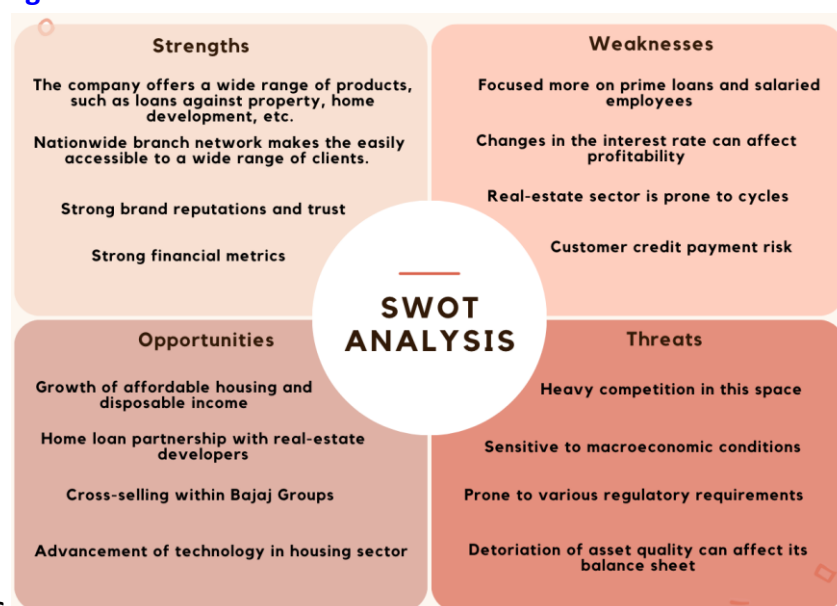 Strengths
The company offers a wide range of products,
such as loans against property, home
development, etc.
Nationwide branch network makes the easily
accessible to a wide range of clients.
Strong brand reputations and trust
Strong financial metrics
Weaknesses
Focused more on prime loans and salaried
employees
Changes in the interest rate can affect
profitability
Real-estate sector is prone to cycles
Customer credit payment risk
SWOT
ANALYSIS
Opportunities
Growth of affordable housing and
disposable income
Home loan partnership with real-estate
developers
Cross-selling within Bajaj Groups
Advancement of technology in housing sector
Threats
Heavy competition in this space
Sensitive to macroeconomic conditions
Prone to various regulatory requirements
Detoriation of asset quality can affect its
balance sheet